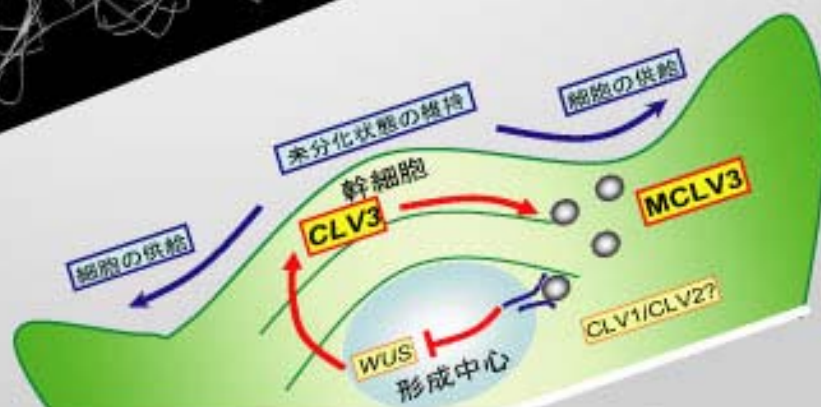 細胞の供給
未分化状態の維持
細胞の供給
幹細胞
CLV3
MCLV3
CLV1/CLV2?
WUS
形成中心